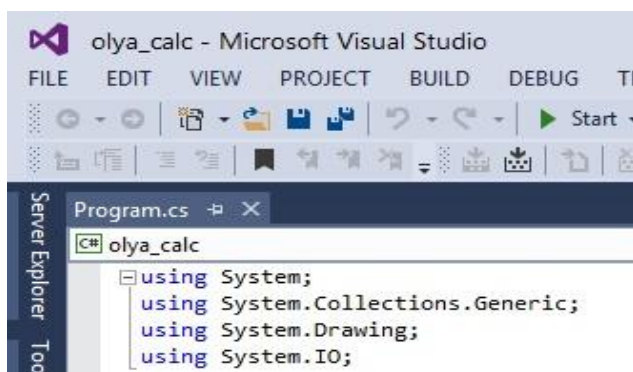 olya_calc - Microsoft Visual Studio
FILE EDIT VIEW PROJECT BUILD DEBUG
Start
Server Explorer
Program.cs
C# olya_calc
using System;
using System.Collections.Generic;
using System.Drawing;
using System.IO;